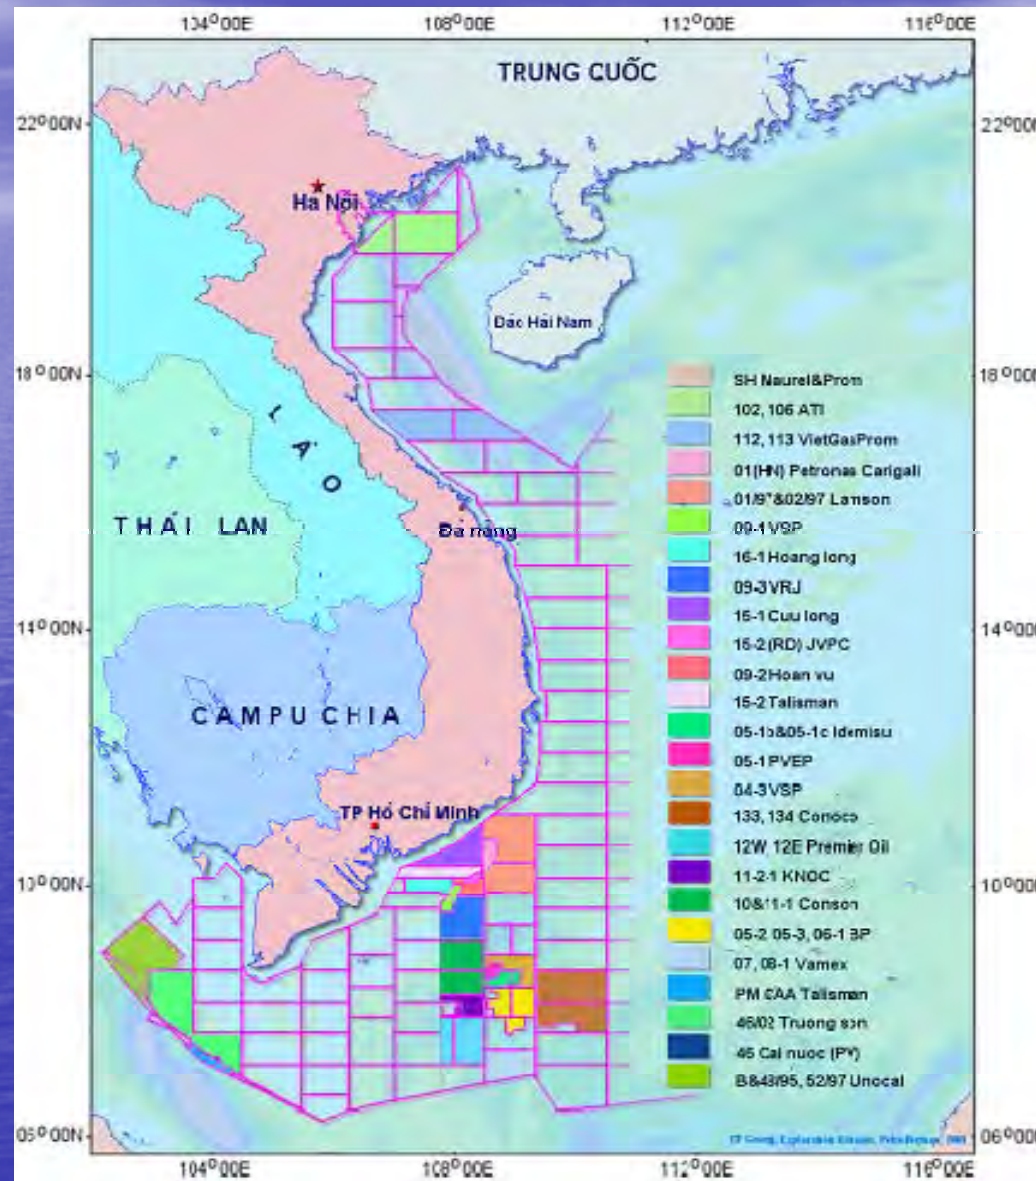 104°00E 108°00E 112°00E 116°00E
TRUNG CUỐC
22°00N 22°00N
Hà Nội
Đảc Hải Nam
18°00N 18°00N
LÀO
THÁI LAN
Đà nẵng
14°00N 14°00N
CAMPU CHIA
TP Hồ Chí Minh
10°00N 10°00N
06°00N 06°00N
104°00E 108°00E 112°00E 116°00E
SH Naurel&Prom
102, 106 ATI
112, 113 VietGasProm
01(HN) Petronas Carigali
01/97&02/97 Lamson
09-1 VSP
16-1 Hoang long
09-3 VRJ
15-1 Cuu long
15-2 (RD) JVPC
09-2 Hoan vu
15-2 Talisman
05-1b&05-1c Idemisu
05-1 PVEP
04-3 VSP
133, 134 Conoco
12W, 12E Premier Oil
11-2-1 KNOC
10&11-1 Conson
05-2, 05-3, 06-1 BP
07, 08-1 Vamex
PM CAA Talisman
46/02 Truong son
46 Cai nuoc (PV)
B&48/95, 52/97 Unocal